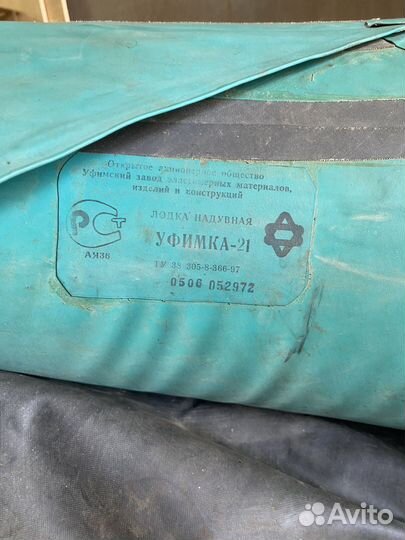 Открытое акционерное общество
Уфимский завод эластомерных материалов,
изделий и конструкций
РСТ
АЯ36
ЛОДКА НАДУВНАЯ
УФИМКА-21
ТУ 38 305-8-366-97
0506 052972
Avito